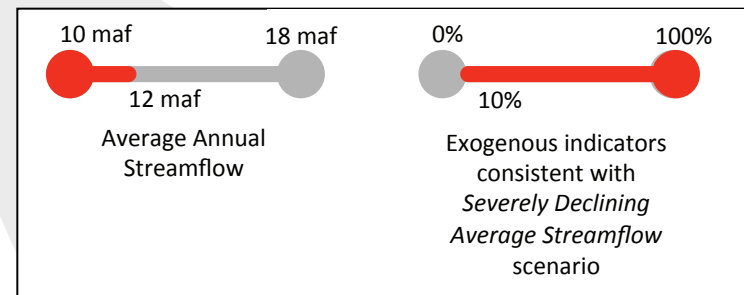 10 maf
18 maf
12 maf
Average Annual
Streamflow
0%
100%
10%
Exogenous indicators
consistent with
Severely Declining
Average Streamflow
scenario